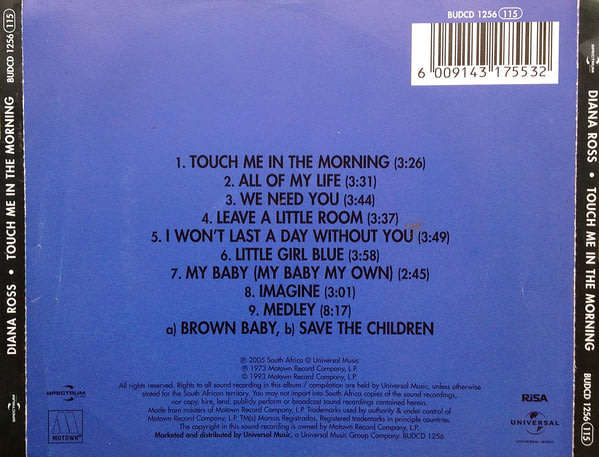 BUDCD 1256 115
6 009143 175532
1. TOUCH ME IN THE MORNING (3:26)
2. ALL OF MY LIFE (3:31)
3. WE NEED YOU (3:44)
4. LEAVE A LITTLE ROOM (3:37)
5. I WON'T LAST A DAY WITHOUT YOU (3:49)
6. LITTLE GIRL BLUE (3:58)
7. MY BABY (MY BABY MY OWN) (2:45)
8. IMAGINE (3:01)
9. MEDLEY (8:17)
a) BROWN BABY, b) SAVE THE CHILDREN
℗ 2005 South Africa © Universal Music
℗ 1973 Motown Record Company, L.P.
© 1993 Motown Record Company, L.P.
All rights reserved. Rights to all sound recording in this album / compilation are held by Universal Music, unless otherwise
stated for the South African territory. You may not import into South Africa copies of the sound recordings,
nor copy, hire, lend, publicly perform or broadcast sound recordings contained hereno.
Made from masters of Motown Record Company, L.P. Trademarks used by authority & under control of
Motown Record Company, L.P. TM(s) Marcas Registrados. Registered trademarks in principle countries.
The copyright in this sound recording is owned by Motown Record Company, L.P.
Marketed and distributed by Universal Music, a Universal Music Group Company. BUDCD 1256
SPECTRUM
M
MOTOWN
RiSA
UNIVERSAL
DIANA ROSS • TOUCH ME IN THE MORNING BUDCD 1256 115 SPECTRUM
SPECTRUM DIANA ROSS • TOUCH ME IN THE MORNING BUDCD 1256 115